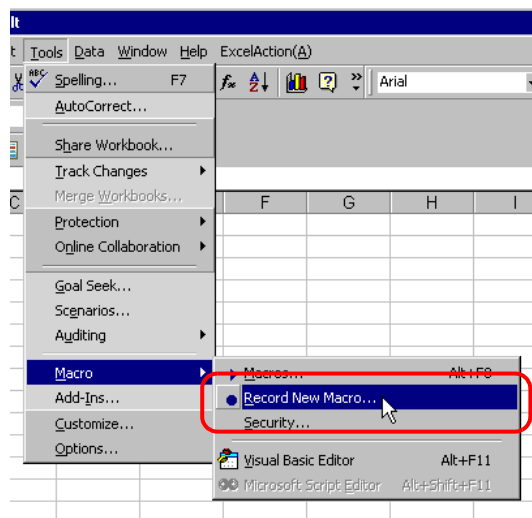 lt
t Tools Data Window Help ExcelAction(A)
ABC Spelling... F7 fx A Z Arial
AutoCorrect...
Share Workbook...
Track Changes
Merge Workbooks...
C F G H I
Protection
Online Collaboration
Goal Seek...
Scenarios...
Auditing
Macro Macros... Alt+F8
Add-Ins... Record New Macro...
Customize... Security...
Options... Visual Basic Editor Alt+F11
Microsoft Script Editor Alt+Shift+F11